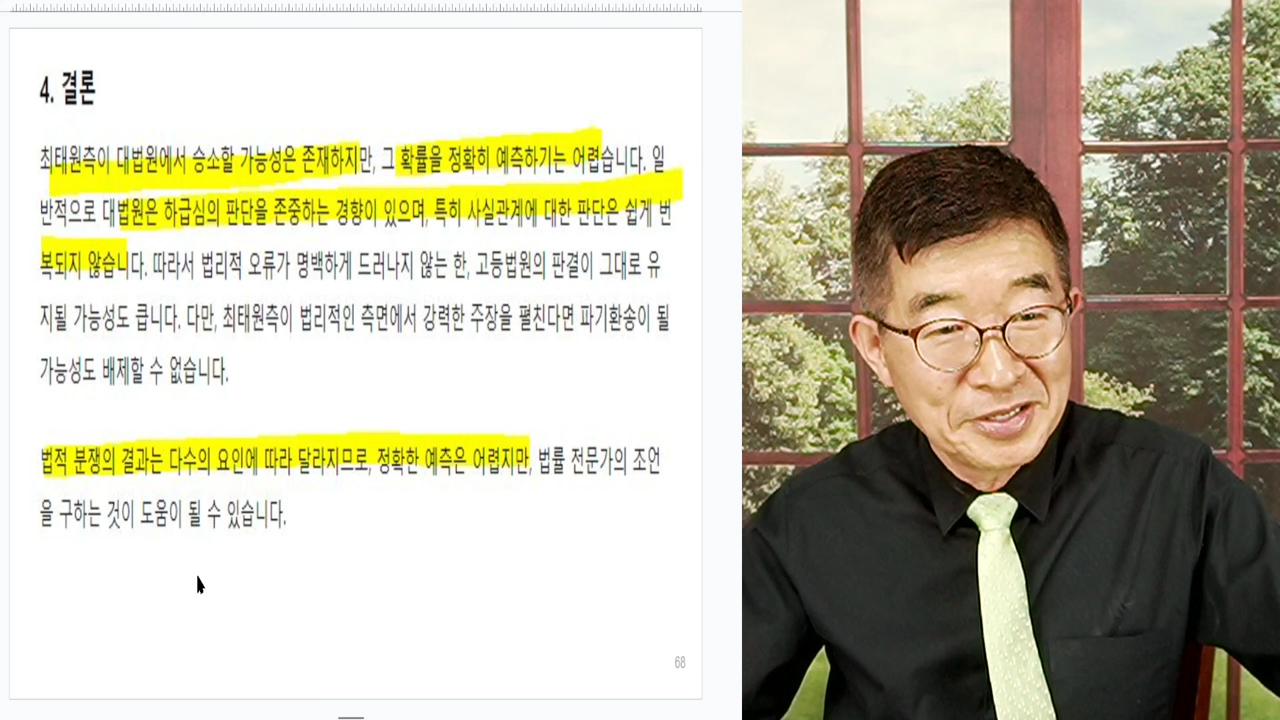 4. 결론
최태원측이 대법원에서 승소할 가능성은 존재하지만, 그 확률을 정확히 예측하기는 어렵습니다. 일
반적으로 대법원은 하급심의 판단을 존중하는 경향이 있으며, 특히 사실관계에 대한 판단은 쉽게 번
복되지 않습니다. 따라서 법리적 오류가 명백하게 드러나지 않는 한, 고등법원의 판결이 그대로 유
지될 가능성도 큽니다. 다만, 최태원측이 법리적인 측면에서 강력한 주장을 펼친다면 파기환송이 될
가능성도 배제할 수 없습니다.
법적 분쟁의 결과는 다수의 요인에 따라 달라지므로, 정확한 예측은 어렵지만, 법률 전문가의 조언
을 구하는 것이 도움이 될 수 있습니다.
68